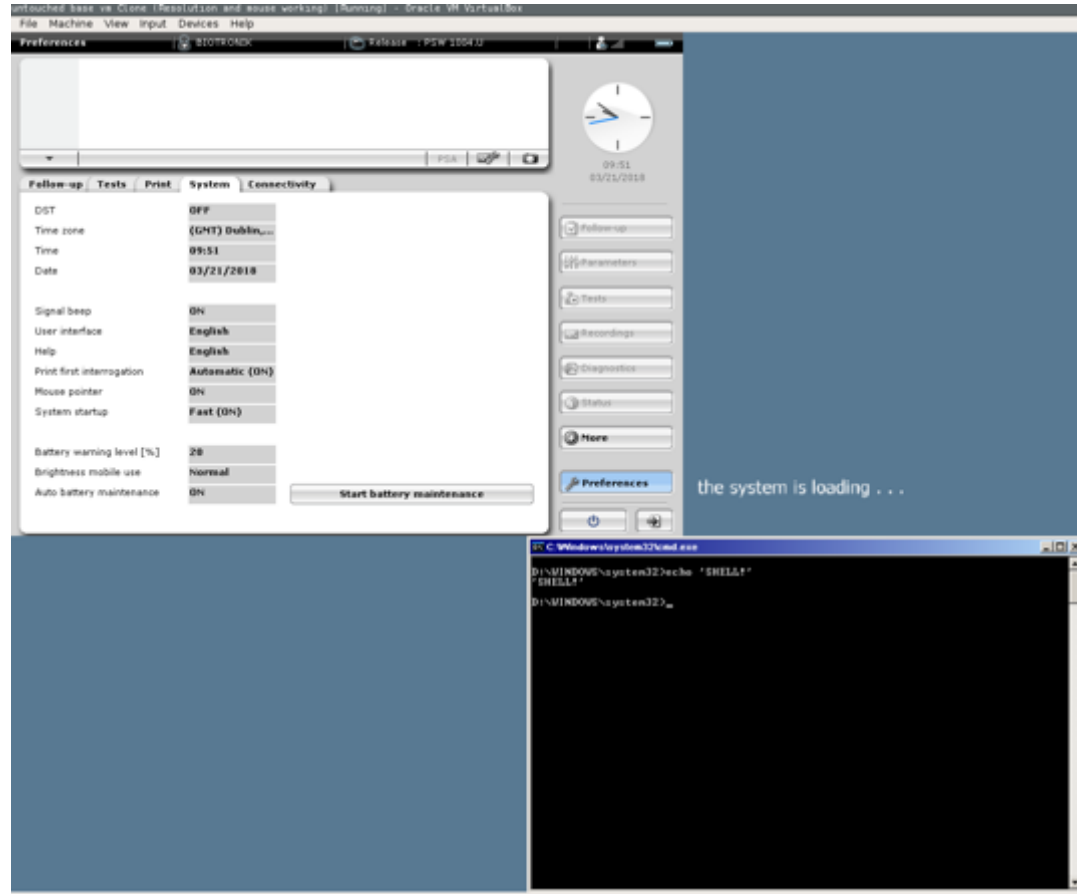 untouched base vm Clone (Resolution and mouse working) [Running] - Oracle VM VirtualBox
File Machine View Input Devices Help
Preferences BIOTRONIK Release : PSW 1004.U
PSA
09:51
03/21/2018
Follow-up Tests Print System Connectivity
DST OFF
Time zone (GMT) Dublin,...
Time 09:51
Date 03/21/2018
Signal beep ON
User interface English
Help English
Print first interrogation Automatic (ON)
Mouse pointer ON
System startup Fast (ON)
Battery warning level [%] 20
Brightness mobile use Normal
Auto battery maintenance ON Start battery maintenance
Follow-up
Parameters
Tests
Recordings
Diagnostics
Status
More
Preferences
the system is loading . . .
C:\Windows\system32\cmd.exe
D:\WINDOWS\system32>echo 'SHELL!'
'SHELL!'
D:\WINDOWS\system32>_